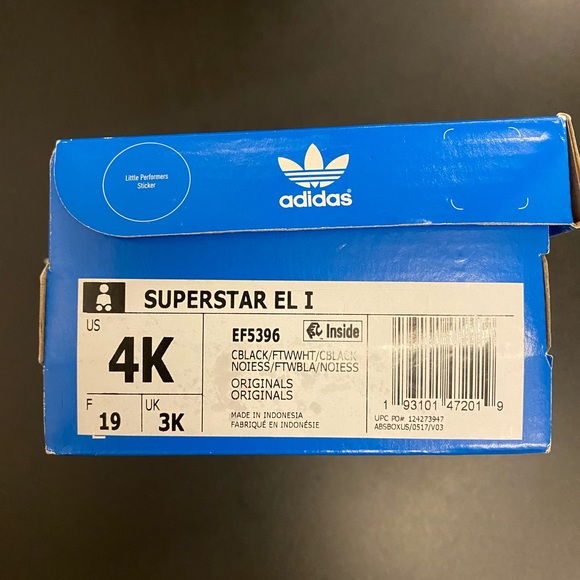 Little Performers
Sticker
adidas®
SUPERSTAR EL I
US
4K
F
19
UK
3K
EF5396
Inside
CBLACK/FTWWHT/CBLACK
NOIESS/FTWBLA/NOIESS
ORIGINALS
ORIGINALS
MADE IN INDONESIA
FABRIQUÉ EN INDONÉSIE
1 93101 47201 9
UPC PO# 124273947
ABSBOXUS/0517/V03